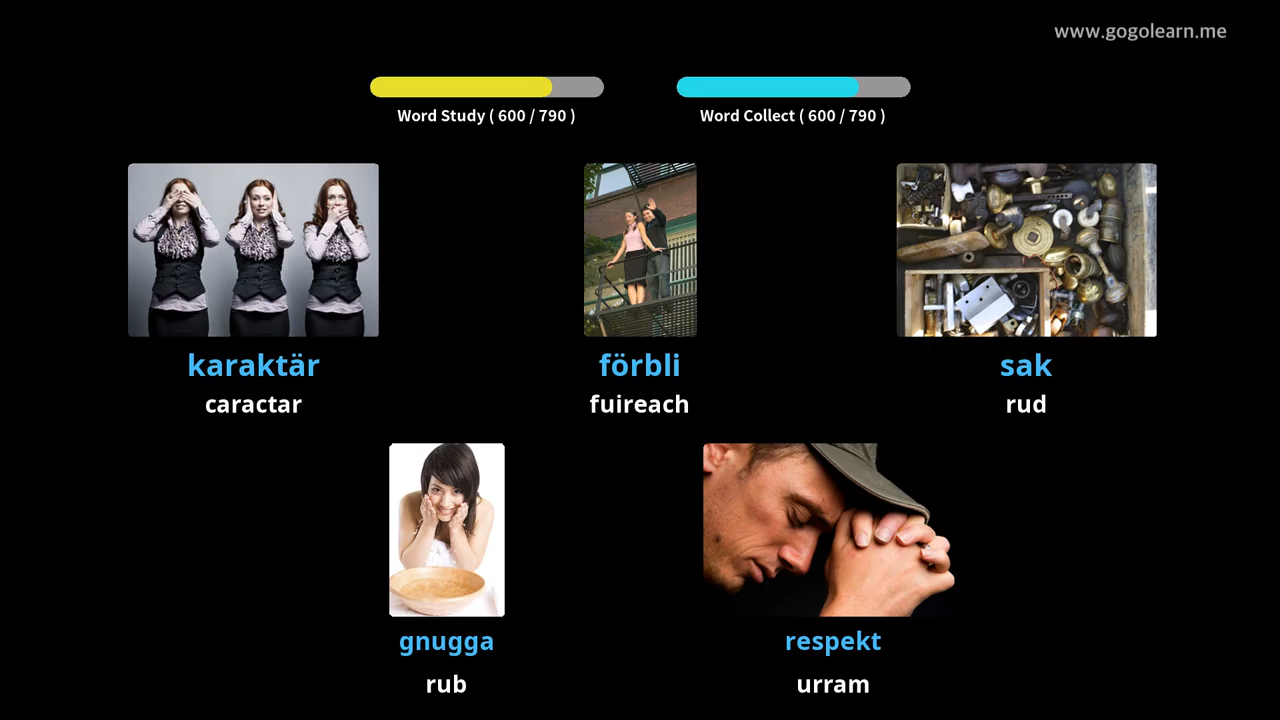 www.gogolearn.me
Word Study ( 600 / 790 )
Word Collect ( 600 / 790 )
karaktär
caractar
förbli
fuireach
sak
rud
gnugga
rub
respekt
urram